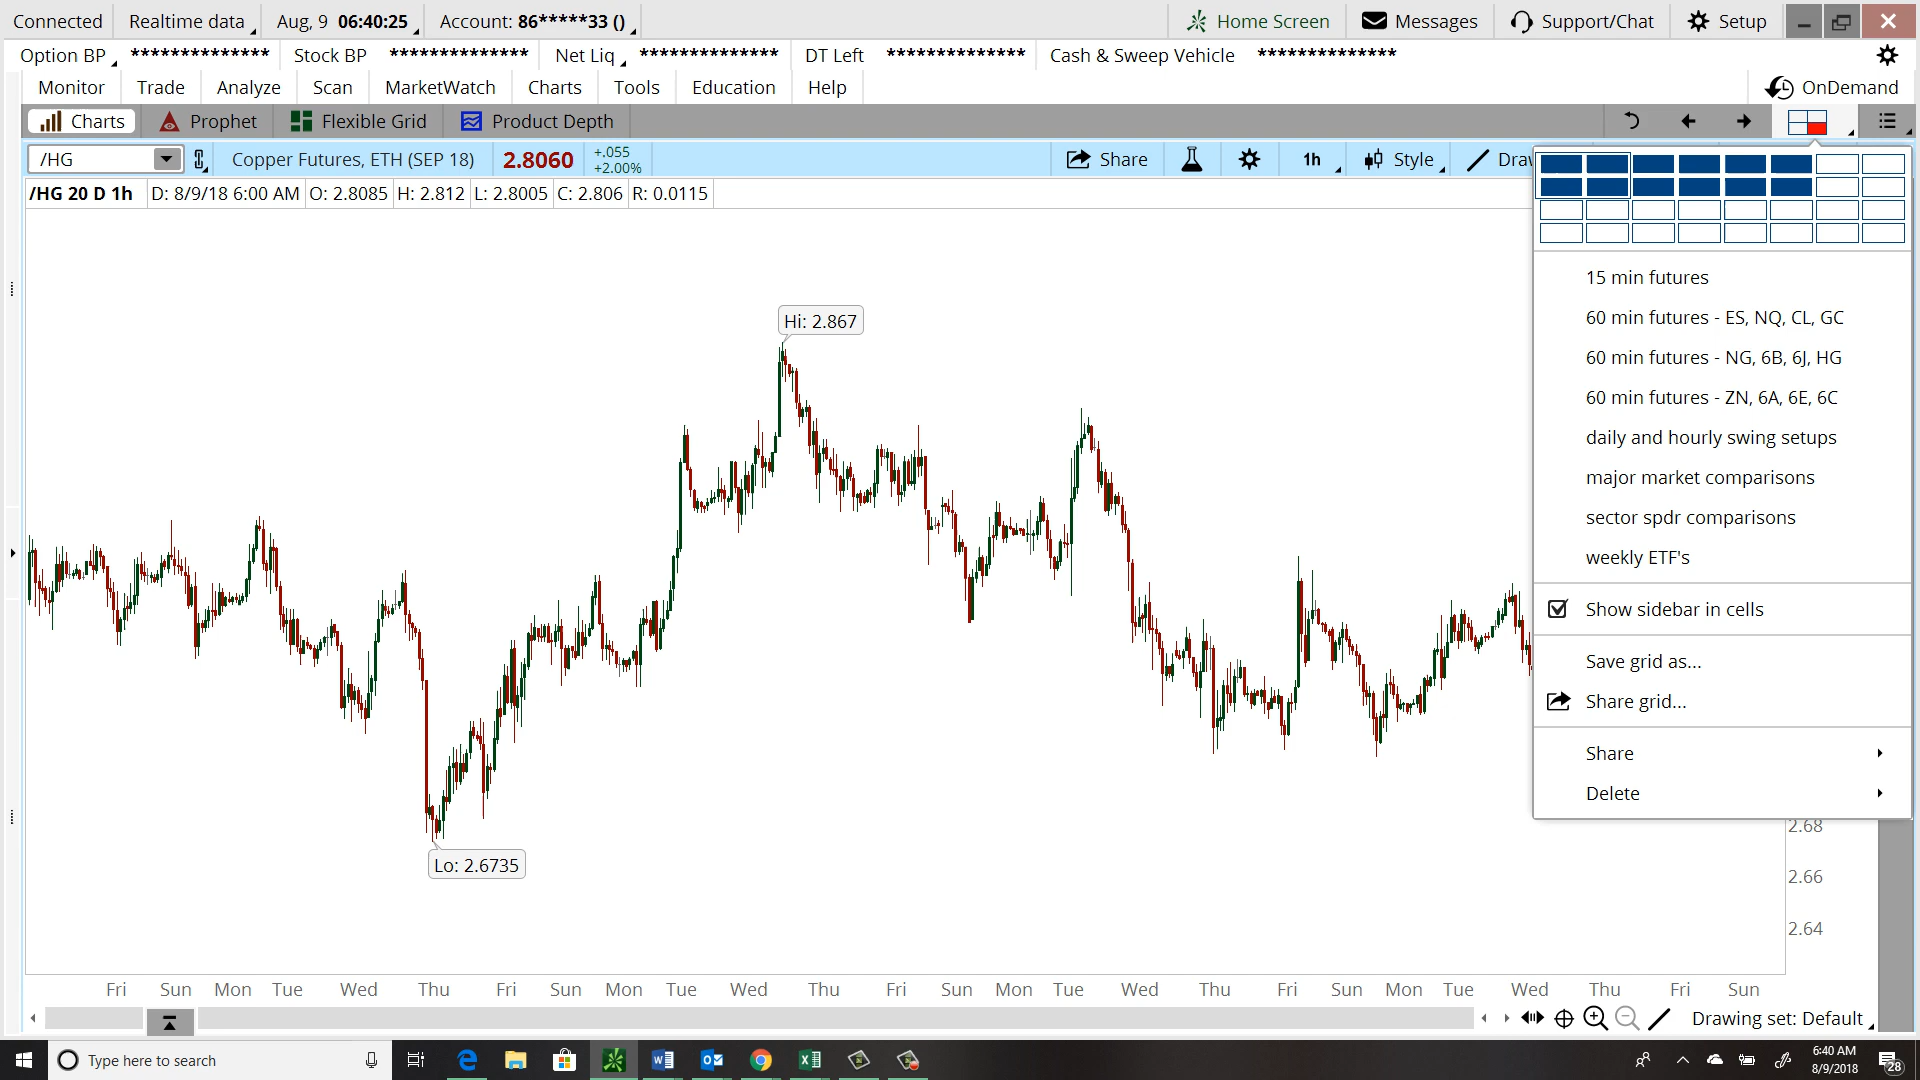 Connected Realtime data Aug, 9 06:40:25 Account: 86*****33 () Home Screen Messages Support/Chat Setup
Option BP ************** Stock BP ************** Net Liq ************** DT Left ************** Cash & Sweep Vehicle **************
Monitor Trade Analyze Scan MarketWatch Charts Tools Education Help OnDemand
Charts Prophet Flexible Grid Product Depth
/HG Copper Futures, ETH (SEP 18) 2.8060 +.055 +2.00% Share 1h Style Draw
/HG 20 D 1h D: 8/9/18 6:00 AM O: 2.8085 H: 2.812 L: 2.8005 C: 2.806 R: 0.0115
15 min futures
60 min futures - ES, NQ, CL, GC
60 min futures - NG, 6B, 6J, HG
60 min futures - ZN, 6A, 6E, 6C
daily and hourly swing setups
major market comparisons
sector spdr comparisons
weekly ETF's
Show sidebar in cells
Save grid as...
Share grid...
Share
Delete
Hi: 2.867
Lo: 2.6735
2.68
2.66
2.64
Fri Sun Mon Tue Wed Thu Fri Sun Mon Tue Wed Thu Fri Sun Mon Tue Wed Thu Fri Sun Mon Tue Wed Thu Fri Sun
Drawing set: Default
Type here to search
6:40 AM
8/9/2018
28